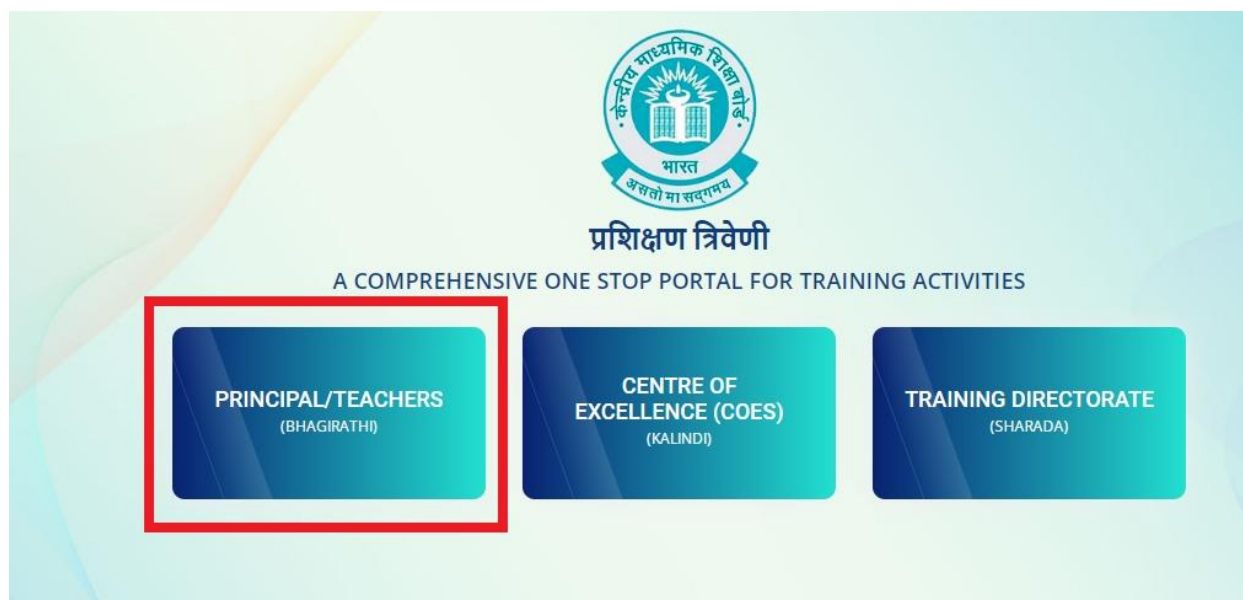 केन्द्रीय माध्यमिक शिक्षा बोर्ड
भारत
असतो मा सद्गमय
प्रशिक्षण त्रिवेणी
A COMPREHENSIVE ONE STOP PORTAL FOR TRAINING ACTIVITIES
PRINCIPAL/TEACHERS
(BHAGIRATHI)
CENTRE OF
EXCELLENCE (COES)
(KALINDI)
TRAINING DIRECTORATE
(SHARADA)